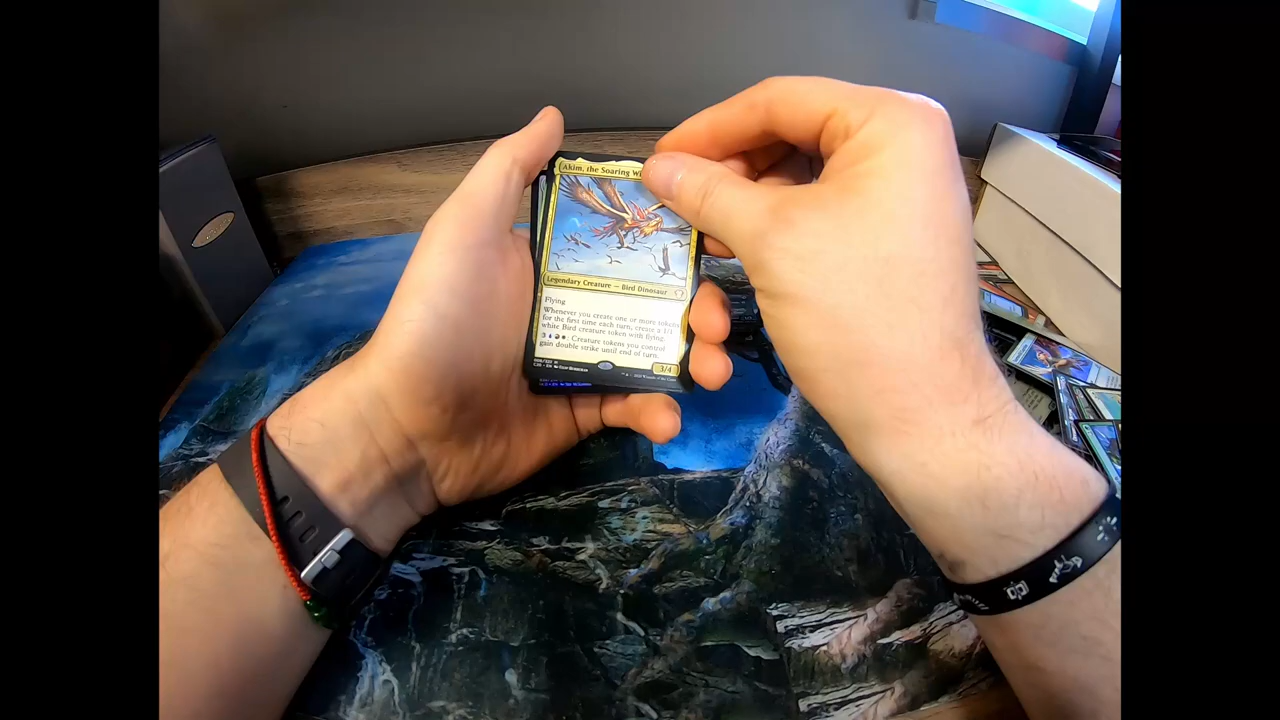 Akim, the Soaring Wi
Legendary Creature — Bird Dinosaur
Flying
Whenever you create one or more tokens
for the first time each turn, create a 1/1
white Bird creature token with flying.
: Creature tokens you control
gain double strike until end of turn.
3/4